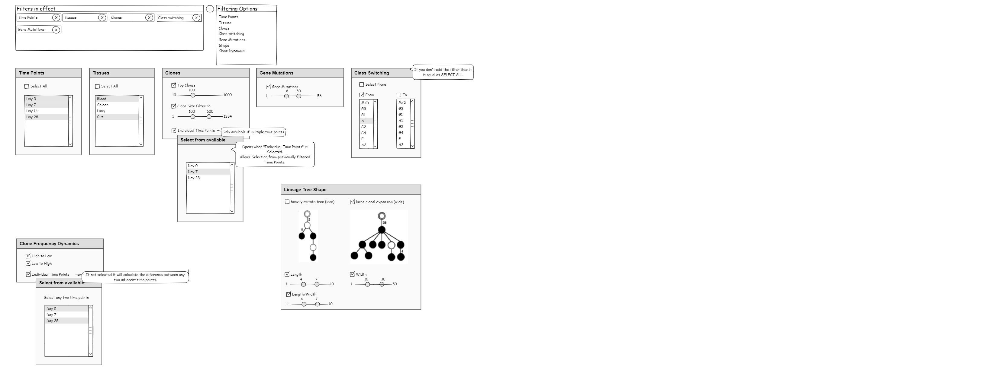 Filters in effect
Time Points X
Tissues X
Clones X
Class switching X
Gene Mutations X
+
Filtering Options
Time Points
Tissues
Clones
Class switching
Gene Mutations
Shape
Clone Dynamics
Time Points
Select All
Day 0
Day 7
Day 14
Day 28
Tissues
Select All
Blood
Spleen
Lung
Gut
Clones
Top Clones
100
10 1000
Clone Size Filtering
100 600
1 1234
Individual Time Points
Only available if multiple time points
Select from available
Opens when "Individual Time Points" is
Selected.
Allows Selection from previouslly filtered
Time Points.
Day 0
Day 7
Day 28
Gene Mutations
Gene Mutations
6 30
1 56
Class Switching
If you don't add the filter then it
is equal as SELECT ALL.
Select None
From
M/D
G3
G1
A1
G2
G4
E
A2
To
M/D
G3
G1
A1
G2
G4
E
A2
Lineage Tree Shape
heavily mutate tree (lean)
2
5
large clonal expansion (wide)
39
4
Length
4 7
1 10
Width
15 30
1 50
Length/Width
4 7
1 10
Clone Frequency Dynamics
High to Low
Low to High
Individual Time Points
If not selected it will calculate the diference between any
two adjacent time points.
Select from available
Select any two time points
Day 0
Day 7
Day 28